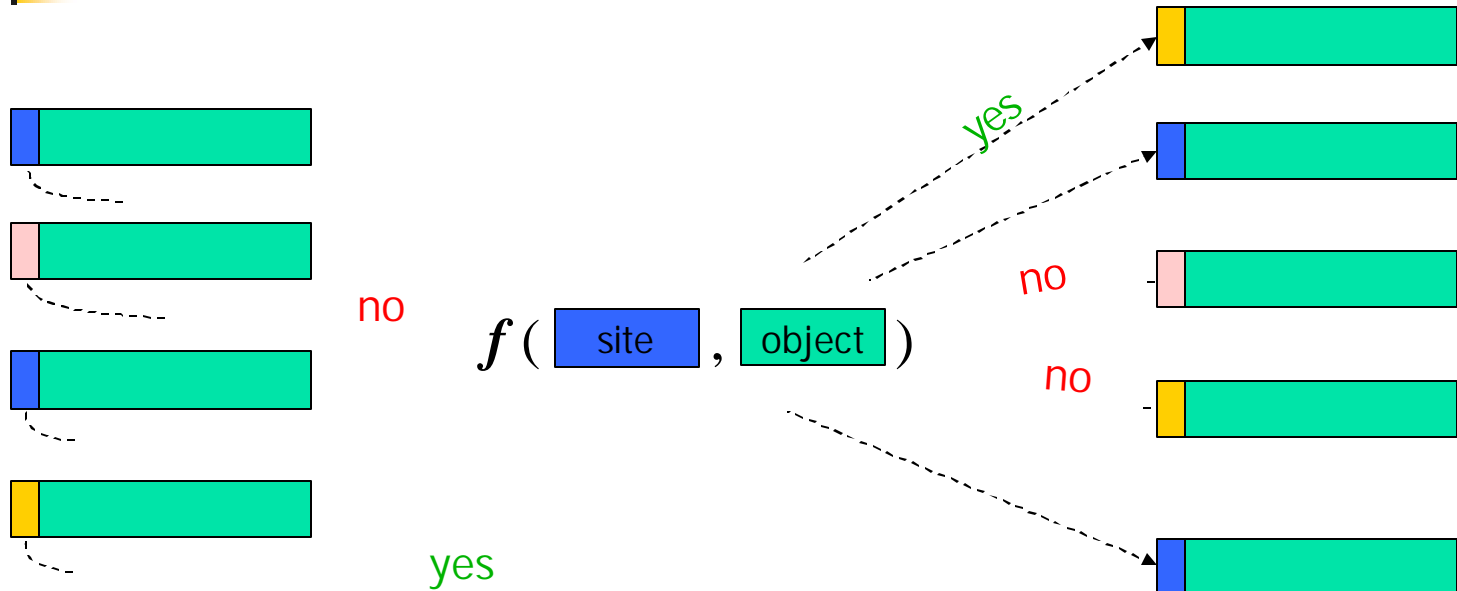 yes
no
no
f ( site , object )
no
yes